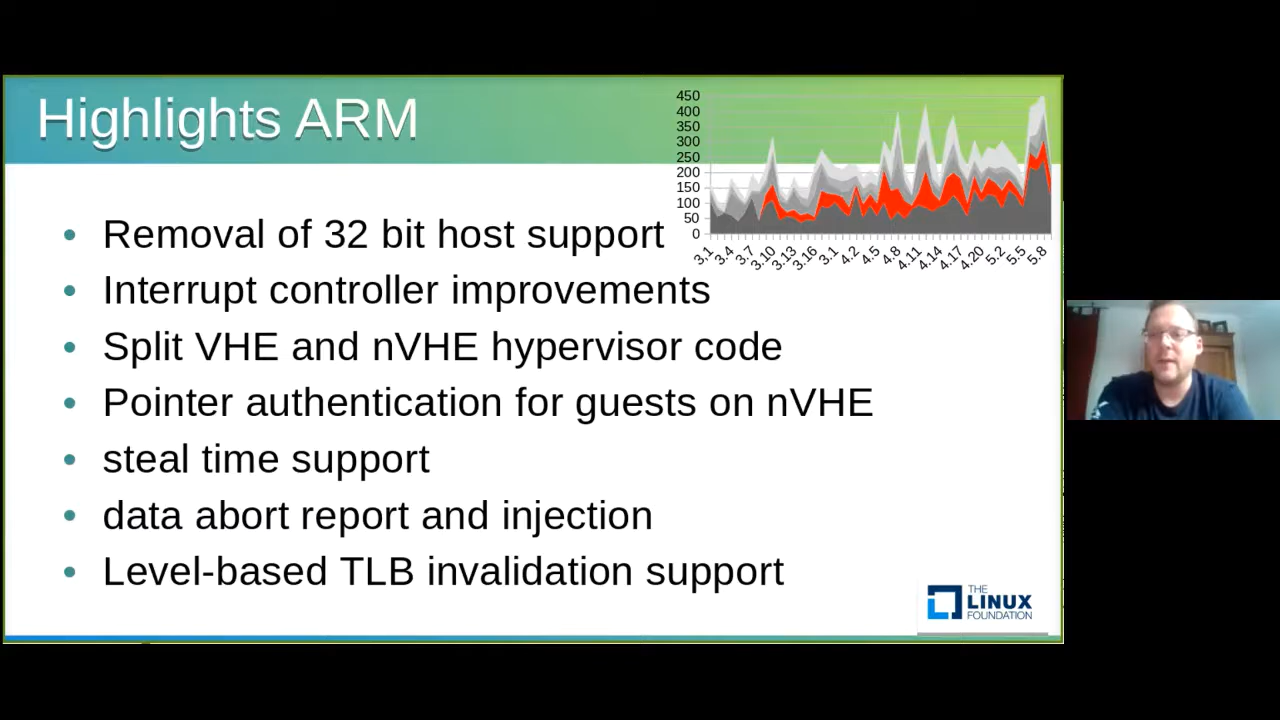 Highlights ARM
450
400
350
300
250
200
150
100
50
0
3.1
3.4
3.7
3.10
3.13
3.16
3.1
4.2
4.5
4.8
4.11
4.14
4.17
4.20
5.2
5.5
5.8
Removal of 32 bit host support
Interrupt controller improvements
Split VHE and nVHE hypervisor code
Pointer authentication for guests on nVHE
steal time support
data abort report and injection
Level-based TLB invalidation support
THE
LINUX
FOUNDATION